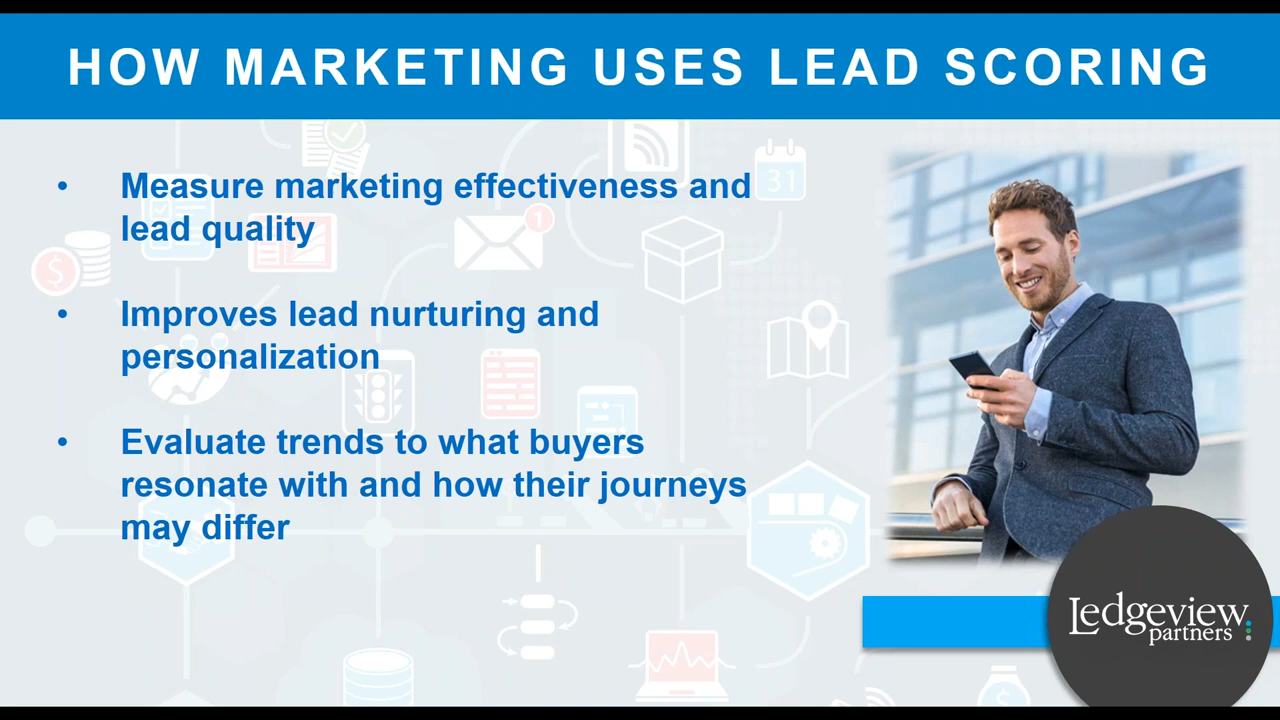 HOW MARKETING USES LEAD SCORING
• Measure marketing effectiveness and
lead quality
• Improves lead nurturing and
personalization
• Evaluate trends to what buyers
resonate with and how their journeys
may differ
31
1
$
Ledgeview
partners